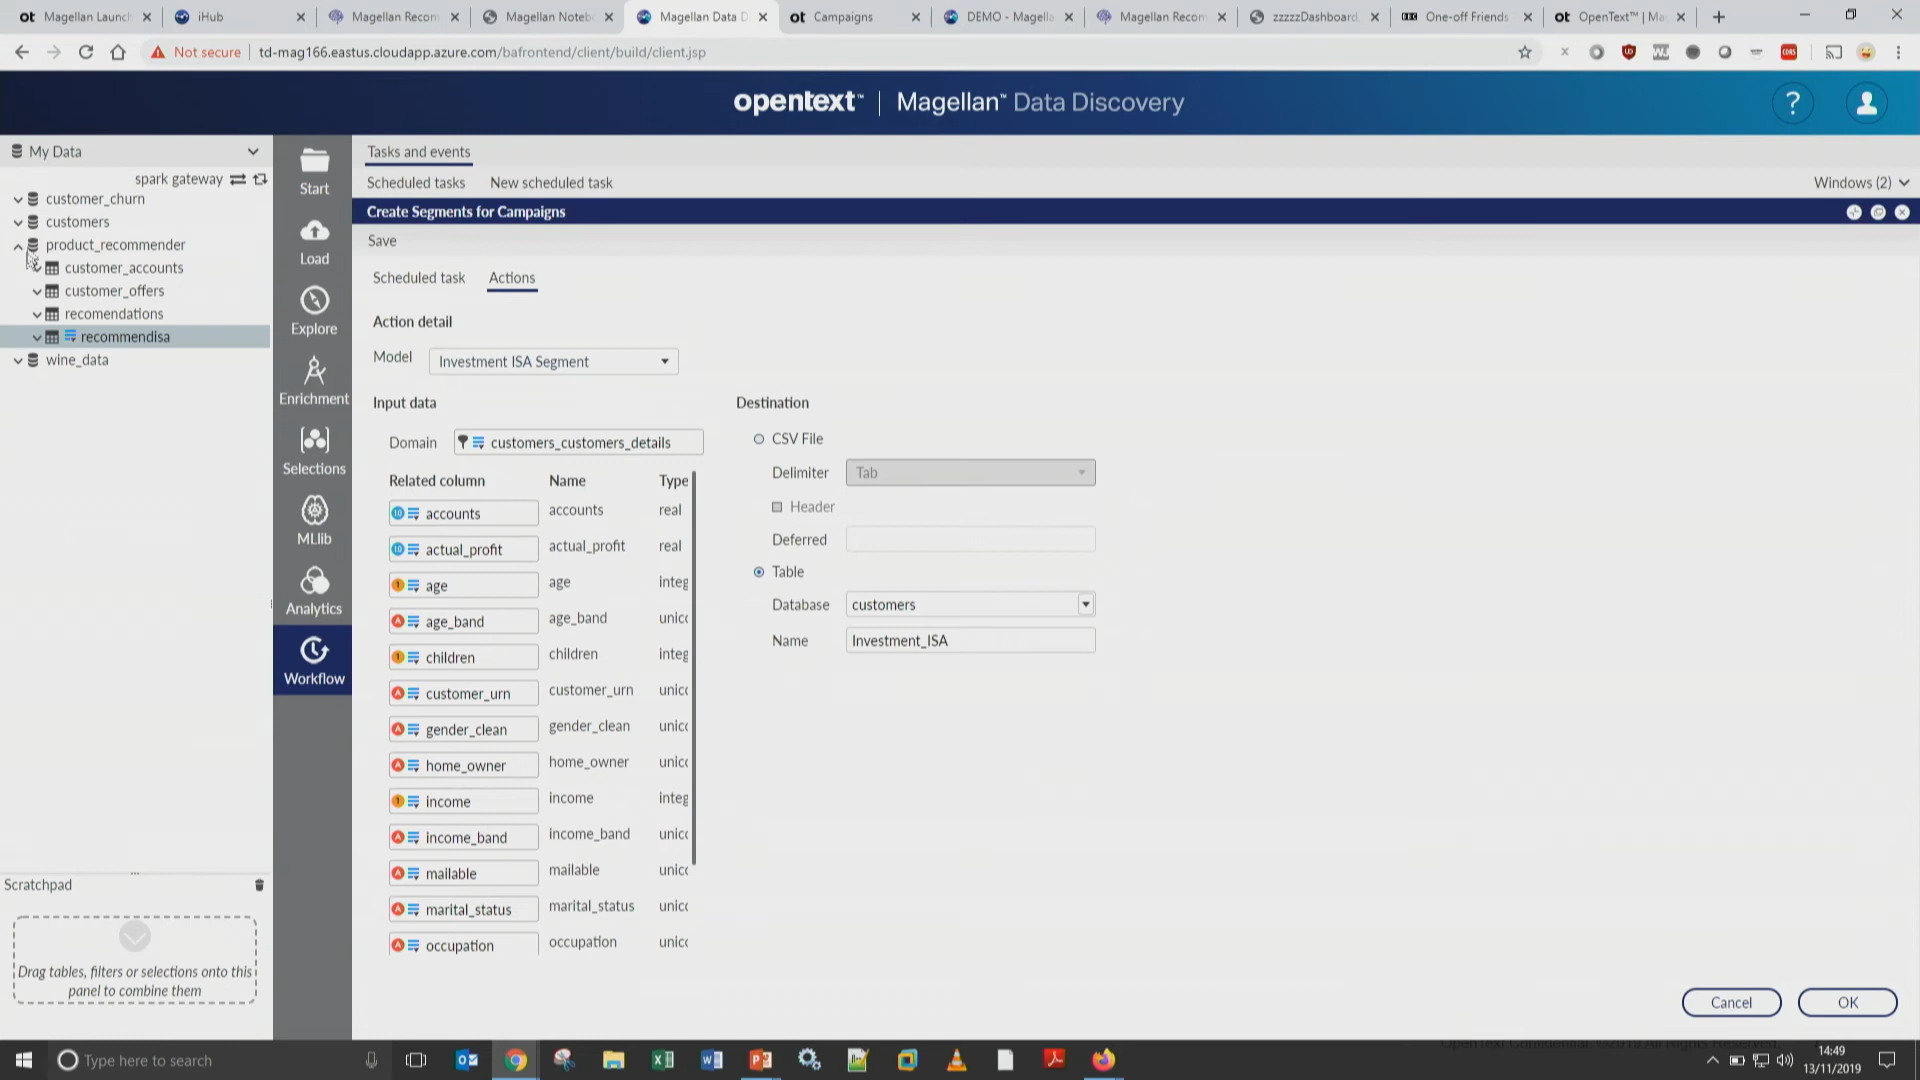 Magellan Launch
iHub
Magellan Recom
Magellan Noteb
Magellan Data D
Campaigns
DEMO - Magella
Magellan Recom
zzzzzDashboard
One-off Friends
OpenText™ | Ma
Not secure
td-mag166.eastus.cloudapp.azure.com/bafrontend/client/build/client.jsp
opentext™ | Magellan™ Data Discovery
?
My Data
spark gateway
customer_churn
customers
product_recommender
customer_accounts
customer_offers
recomendations
recommendisa
wine_data
Scratchpad
Drag tables, filters or selections onto this
panel to combine them
Start
Load
Explore
Enrichment
Selections
MLlib
Analytics
Workflow
Tasks and events
Scheduled tasks New scheduled task
Windows (2)
Create Segments for Campaigns
Save
Scheduled task Actions
Action detail
Model Investment ISA Segment
Input data
Domain customers_customers_details
Related column Name Type
accounts accounts real
actual_profit actual_profit real
age age integ
age_band age_band unic
children children integ
customer_urn customer_urn unic
gender_clean gender_clean unic
home_owner home_owner unic
income income integ
income_band income_band unic
mailable mailable unic
marital_status marital_status unic
occupation occupation unic
Destination
CSV File
Delimiter Tab
Header
Deferred
Table
Database customers
Name Investment_ISA
Cancel OK
Type here to search
14:49
13/11/2019